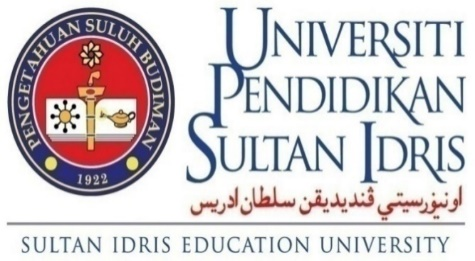 PENGETAHUAN SULUH BUDIMAN
1922
UNIVERSITI
PENDIDIKAN
SULTAN IDRIS
اونيۏرسيتي ڤنديديقن سلطان ادريس
SULTAN IDRIS EDUCATION UNIVERSITY